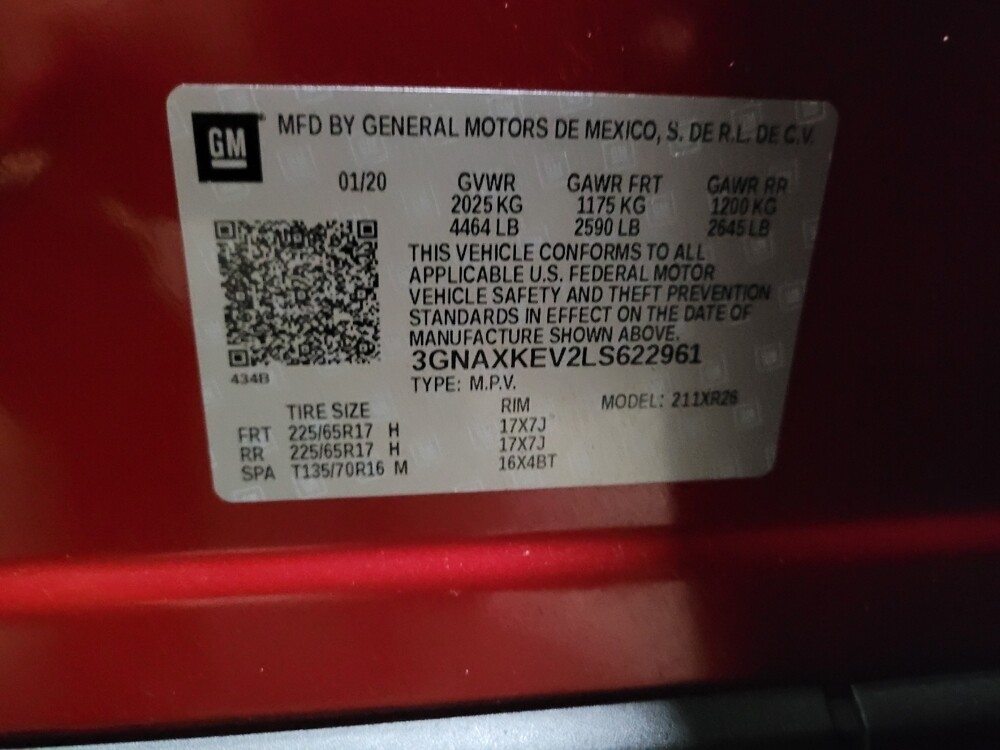 GM
MFD BY GENERAL MOTORS DE MEXICO, S. DE R.L. DE C.V.
01/20 GVWR GAWR FRT GAWR RR
2025 KG 1175 KG 1200 KG
4464 LB 2590 LB 2645 LB
THIS VEHICLE CONFORMS TO ALL
APPLICABLE U.S. FEDERAL MOTOR
VEHICLE SAFETY AND THEFT PREVENTION
STANDARDS IN EFFECT ON THE DATE OF
MANUFACTURE SHOWN ABOVE.
3GNAXKEV2LS622961
434B
TYPE: M.P.V.
TIRE SIZE RIM MODEL: 211XR26
FRT 225/65R17 H 17X7J
RR 225/65R17 H 17X7J
SPA T135/70R16 M 16X4BT